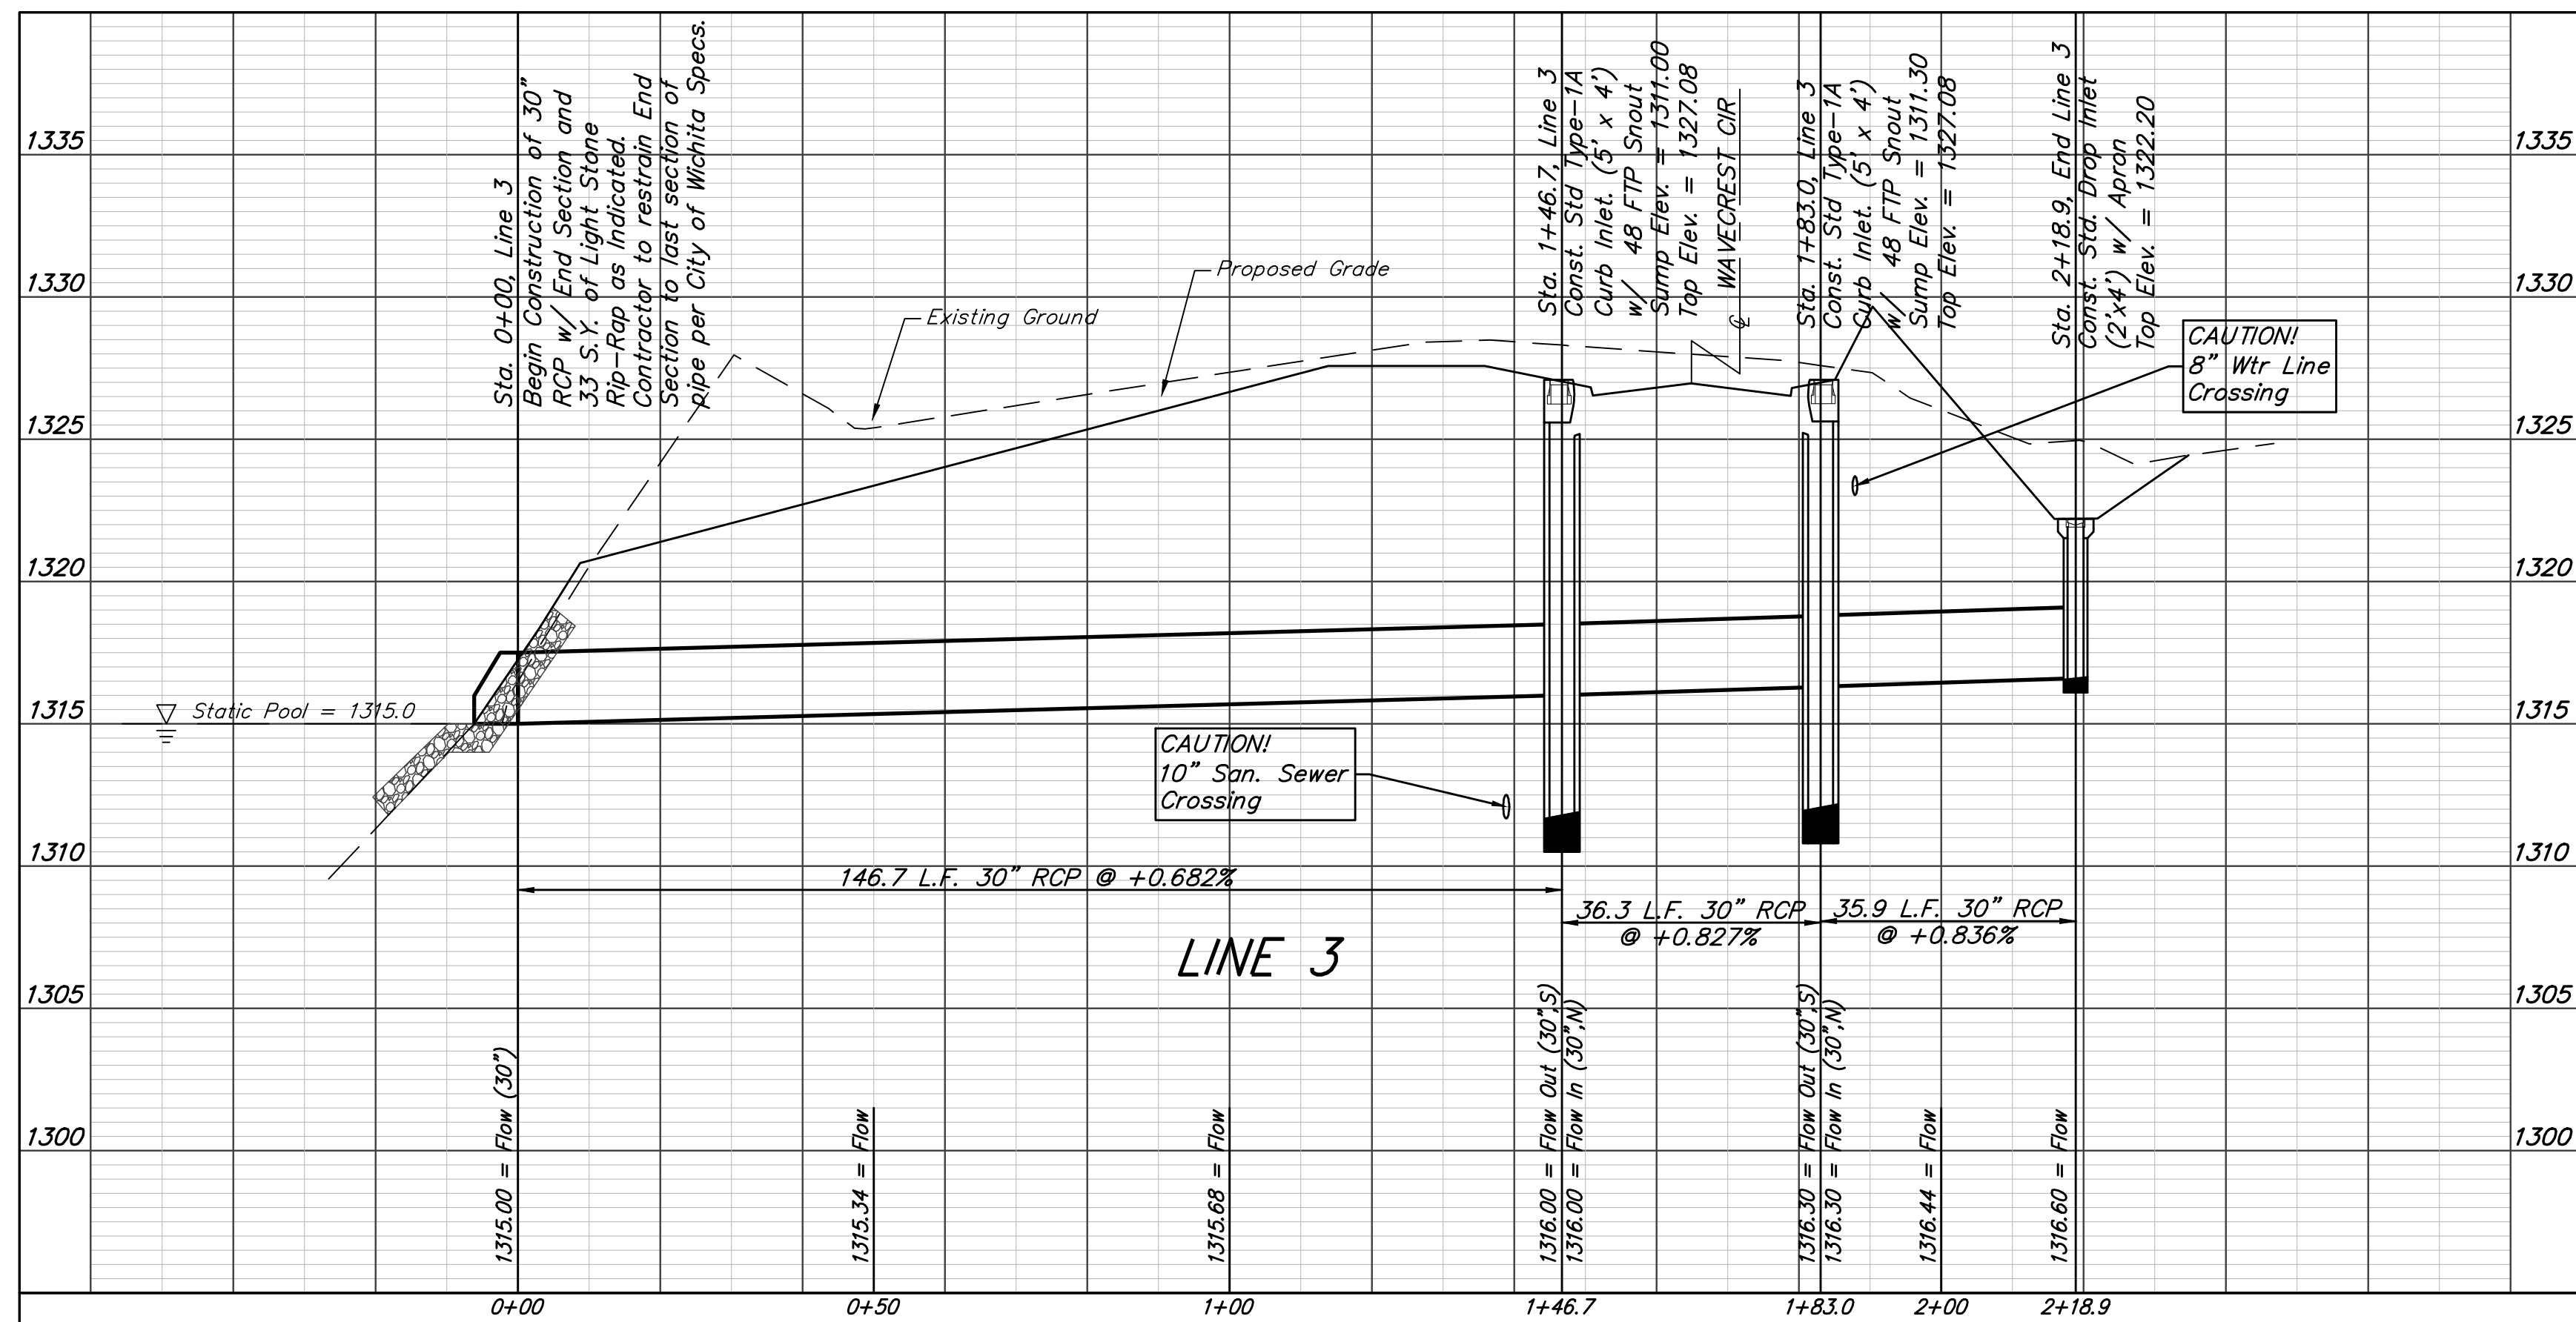 Sta. 0+00, Line 3
Begin Construction of 30"
RCP w/ End Section and
33 S.Y. of Light Stone
Rip-Rap as Indicated.
Contractor to restrain End
Section to last section of
pipe per City of Wichita Specs.
Sta. 1+46.7, Line 3
Const. Std Type-1A
Curb Inlet. (5' x 4')
w/ 48 FTP Snout
Sump Elev. = 1311.00
Top Elev. = 1327.08
WAVECREST CIR
℄
Sta. 1+83.0, Line 3
Const. Std Type-1A
Curb Inlet. (5' x 4')
w/ 48 FTP Snout
Sump Elev. = 1311.30
Top Elev. = 1327.08
Sta. 2+18.9, End Line 3
Const. Std. Drop Inlet
(2'x4') w/ Apron
Top Elev. = 1322.20
1335
1335
1330
1330
Proposed Grade
Existing Ground
CAUTION!
8" Wtr Line
Crossing
1325
1325
1320
1320
1315
Static Pool = 1315.0
1315
CAUTION!
10" San. Sewer
Crossing
1310
1310
146.7 L.F. 30" RCP @ +0.682%
36.3 L.F. 30" RCP
@ +0.827%
35.9 L.F. 30" RCP
@ +0.836%
LINE 3
1305
1305
1300
1300
1315.00 = Flow (30")
1315.34 = Flow
1315.68 = Flow
1316.00 = Flow Out (30",S)
1316.00 = Flow In (30",N)
1316.30 = Flow Out (30",S)
1316.30 = Flow In (30",N)
1316.44 = Flow
1316.60 = Flow
0+00
0+50
1+00
1+46.7
1+83.0
2+00
2+18.9